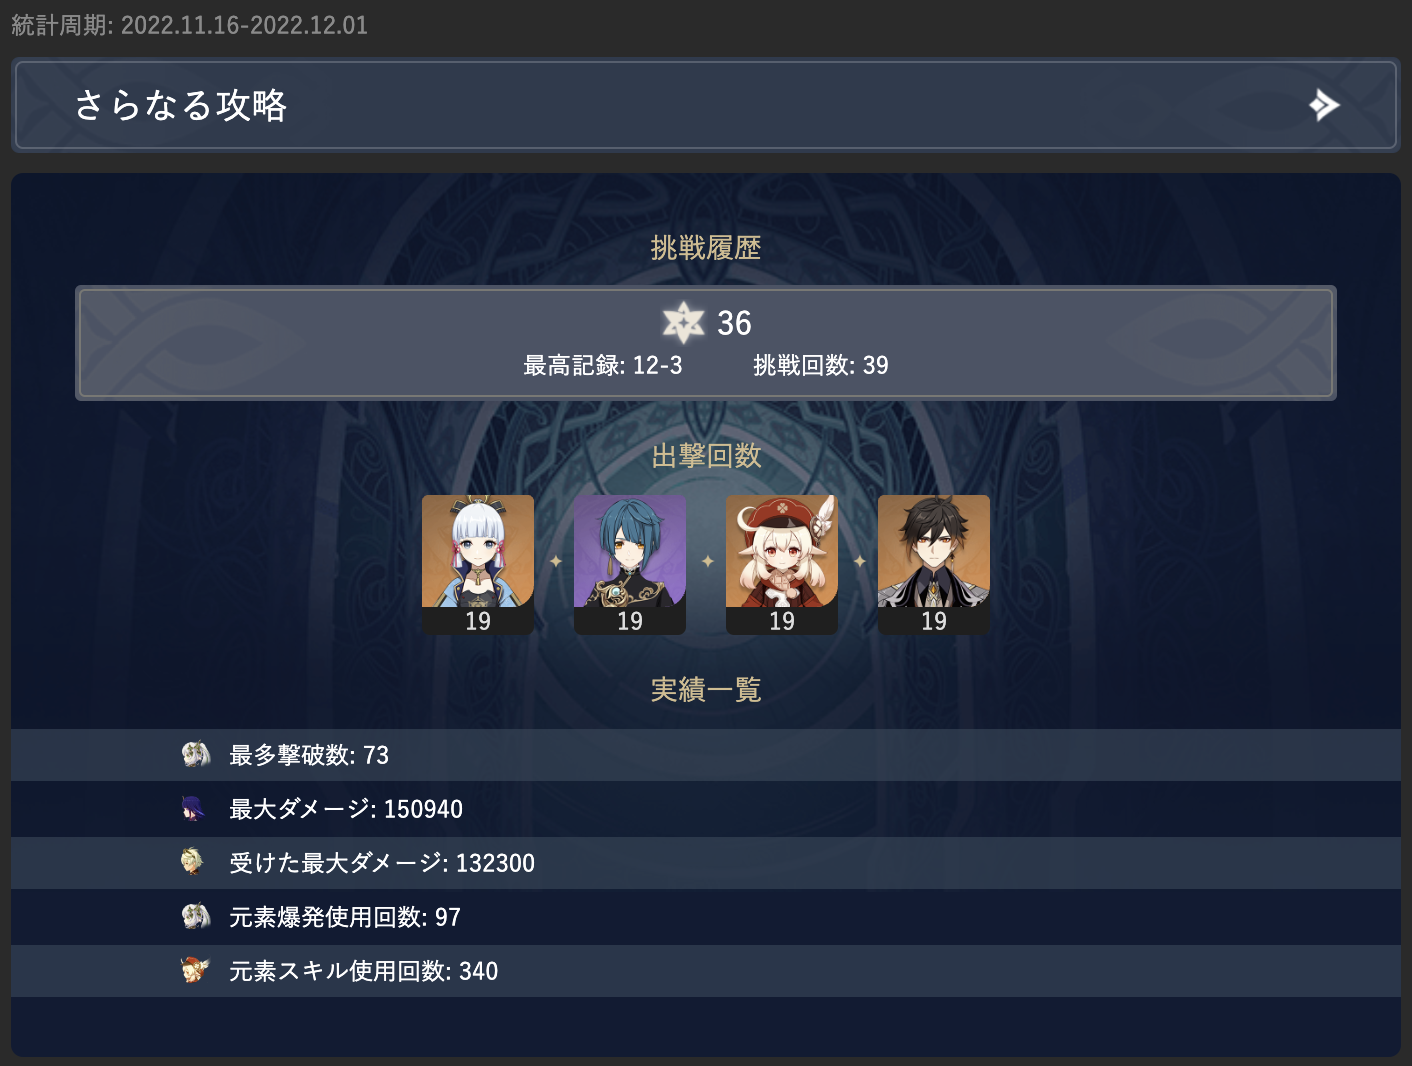 統計周期: 2022.11.16-2022.12.01
さらなる攻略
挑戦履歴
36
最高記録: 12-3 挑戦回数: 39
出撃回数
19 19 19 19
実績一覧
最多撃破数: 73
最大ダメージ: 150940
受けた最大ダメージ: 132300
元素爆発使用回数: 97
元素スキル使用回数: 340